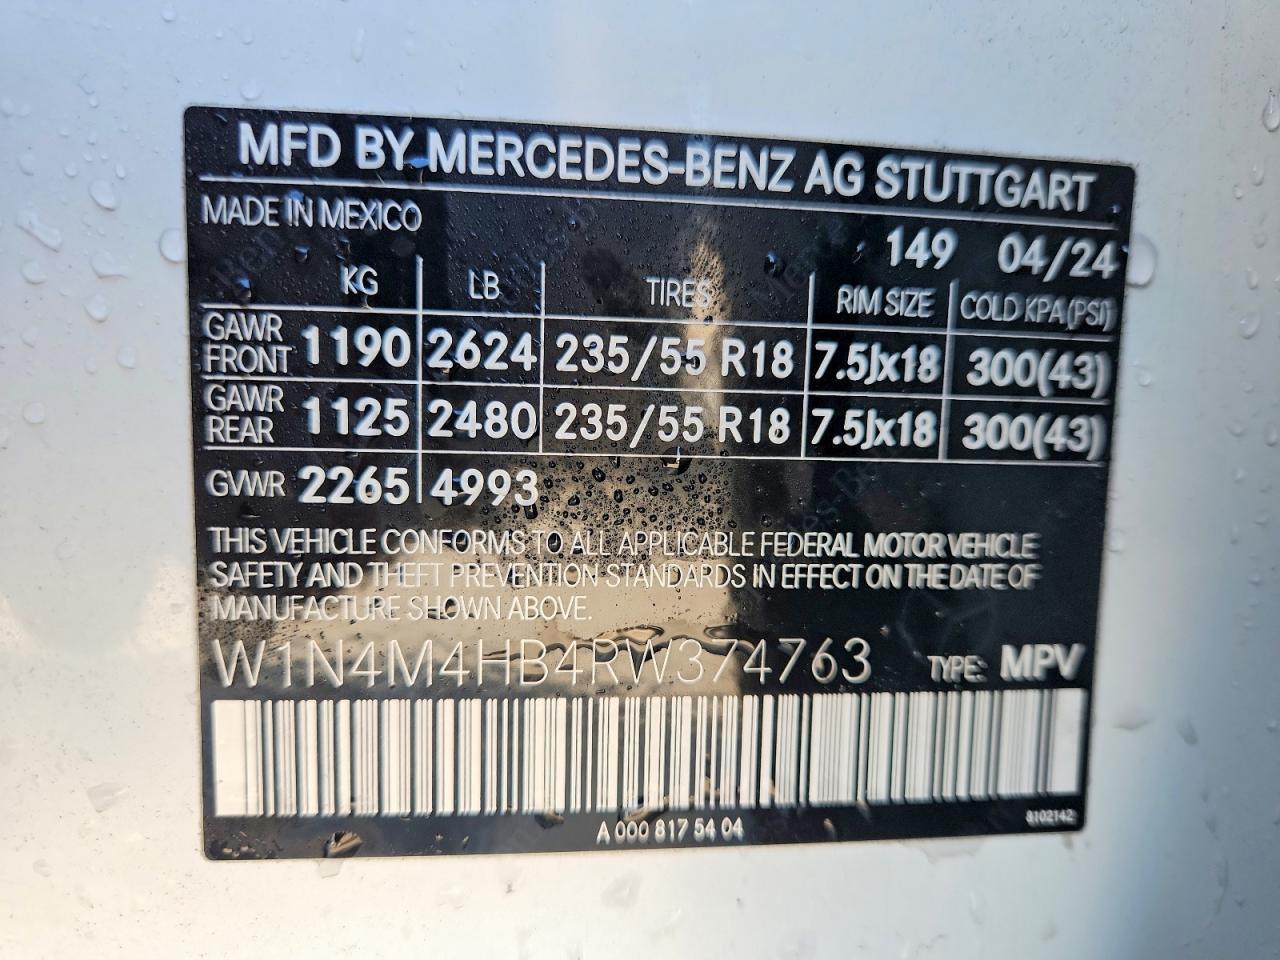 MFD BY MERCEDES-BENZ AG STUTTGART
MADE IN MEXICO
149 04/24
KG LB TIRES RIM SIZE COLD KPA(PSI)
GAWR FRONT 1190 2624 235/55 R18 7.5Jx18 300(43)
GAWR REAR 1125 2480 235/55 R18 7.5Jx18 300(43)
GVWR 2265 4993
THIS VEHICLE CONFORMS TO ALL APPLICABLE FEDERAL MOTOR VEHICLE
SAFETY AND THEFT PREVENTION STANDARDS IN EFFECT ON THE DATE OF
MANUFACTURE SHOWN ABOVE.
W1N4M4HB4RW374763 TYPE: MPV
A 000 817 54 04
8102142